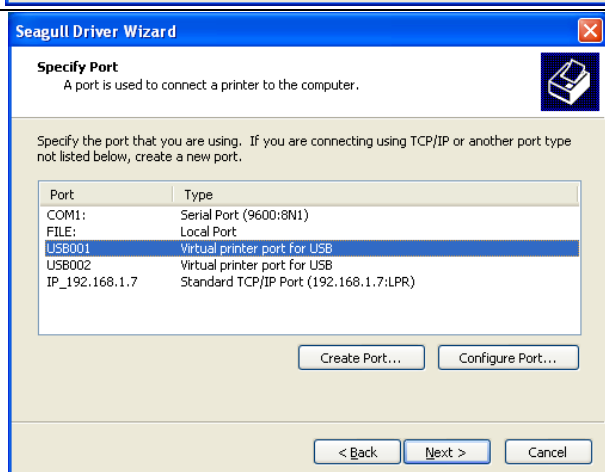 Seagull Driver Wizard
Specify Port
A port is used to connect a printer to the computer.
Specify the port that you are using. If you are connecting using TCP/IP or another port type
not listed below, create a new port.
Port Type
COM1: Serial Port (9600:8N1)
FILE: Local Port
USB001 Virtual printer port for USB
USB002 Virtual printer port for USB
IP_192.168.1.7 Standard TCP/IP Port (192.168.1.7:LPR)
Create Port... Configure Port...
< Back Next > Cancel